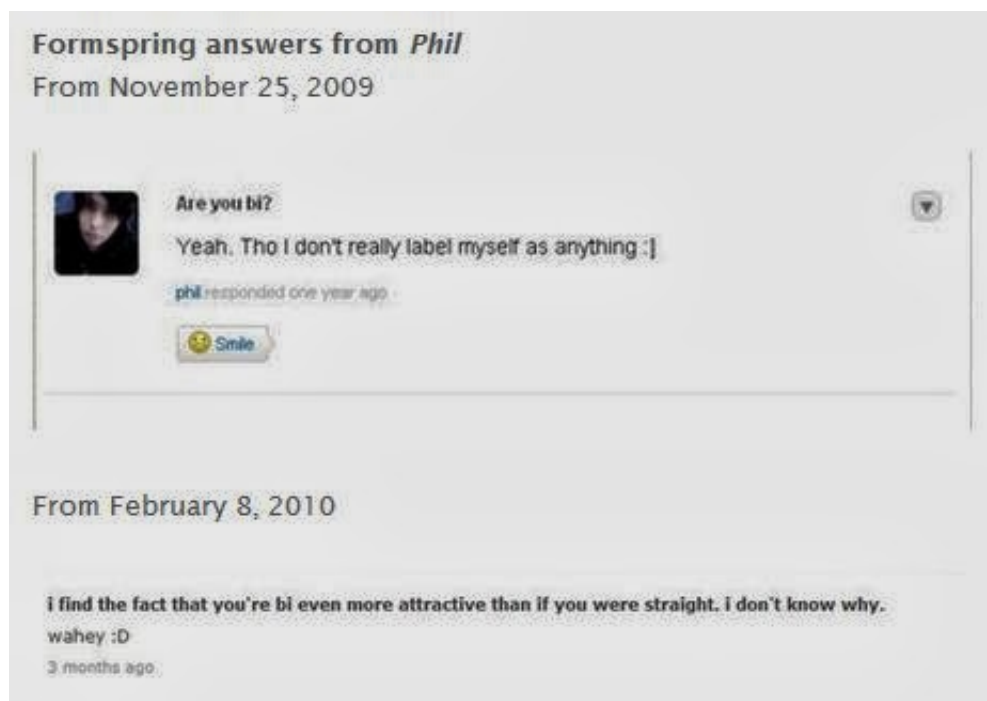 Formspring answers from Phil
From November 25, 2009
Are you bi?
Yeah. Tho I don't really label myself as anything :]
phil responded one year ago
Smile
From February 8, 2010
i find the fact that you're bi even more attractive than if you were straight. i don't know why.
wahey :D
3 months ago